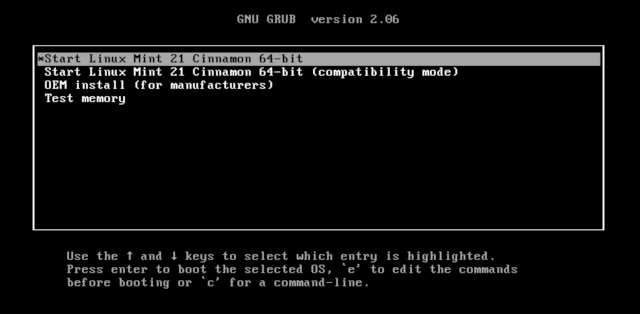 GNU GRUB  version 2.06
*Start Linux Mint 21 Cinnamon 64-bit
Start Linux Mint 21 Cinnamon 64-bit (compatibility mode)
OEM install (for manufacturers)
Test memory
Use the ↑ and ↓ keys to select which entry is highlighted.
Press enter to boot the selected OS, `e' to edit the commands
before booting or `c' for a command-line.